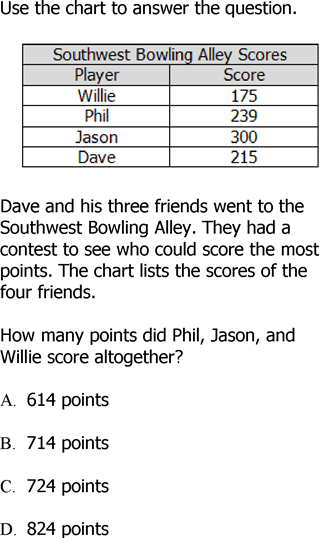 Use the chart to answer the question.
Southwest Bowling Alley Scores
Player Score
Willie 175
Phil 239
Jason 300
Dave 215
Dave and his three friends went to the
Southwest Bowling Alley. They had a
contest to see who could score the most
points. The chart lists the scores of the
four friends.
How many points did Phil, Jason, and
Willie score altogether?
A. 614 points
B. 714 points
C. 724 points
D. 824 points